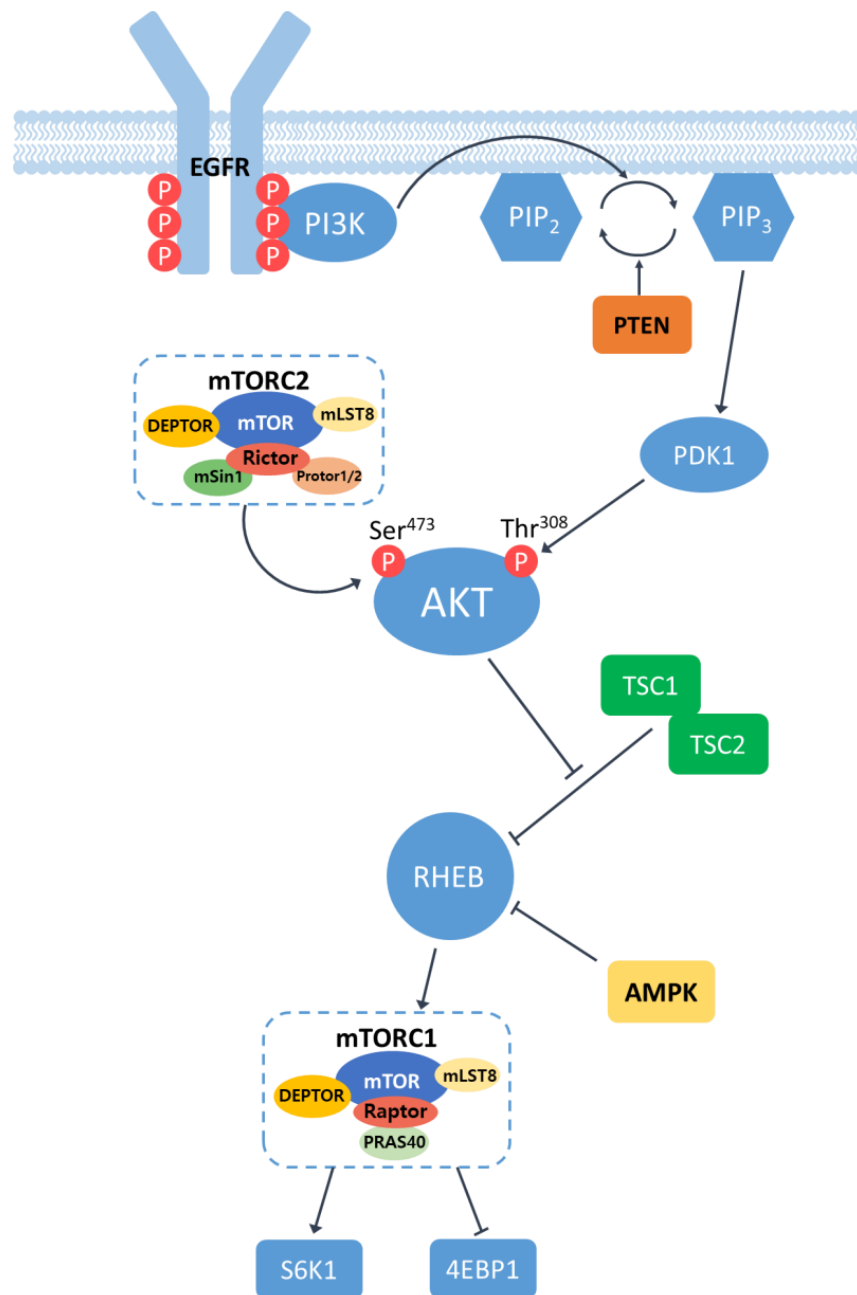 EGFR
P
P
P
P
P
P
PI3K
PIP₂
PIP₃
PTEN
mTORC2
DEPTOR
mTOR
mLST8
Rictor
mSin1
Protor1/2
PDK1
Ser⁴⁷³
Thr³⁰⁸
P
P
AKT
TSC1
TSC2
RHEB
AMPK
mTORC1
mTOR
mLST8
DEPTOR
Raptor
PRAS40
S6K1
4EBP1